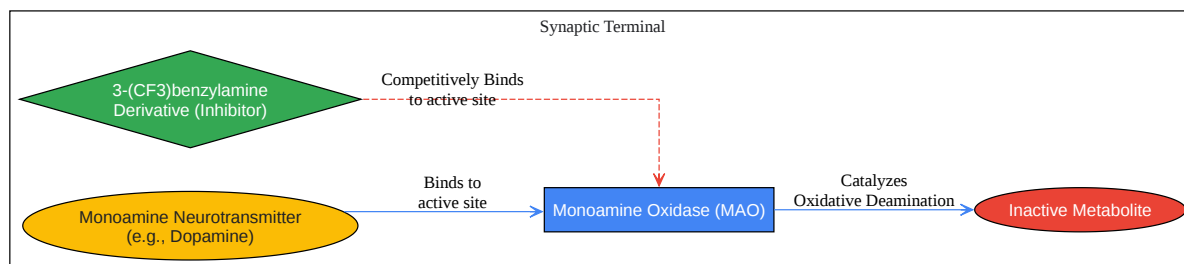 Synaptic Terminal
3-(CF3)benzylamine
Derivative (Inhibitor)
Competitively Binds
to active site
Monoamine Neurotransmitter
(e.g., Dopamine)
Binds to
active site
Monoamine Oxidase (MAO)
Catalyzes
Oxidative Deamination
Inactive Metabolite